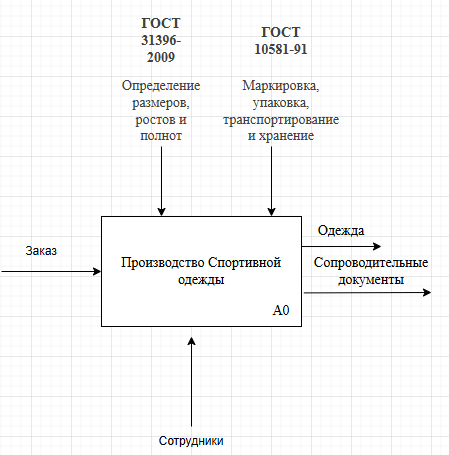 ГОСТ
31396-
2009
Определение
размеров,
ростов и
полнот
ГОСТ
10581-91
Маркировка,
упаковка,
транспортирование
и хранение
Заказ
Производство Спортивной
одежды
A0
Одежда
Сопроводительные
документы
Сотрудники